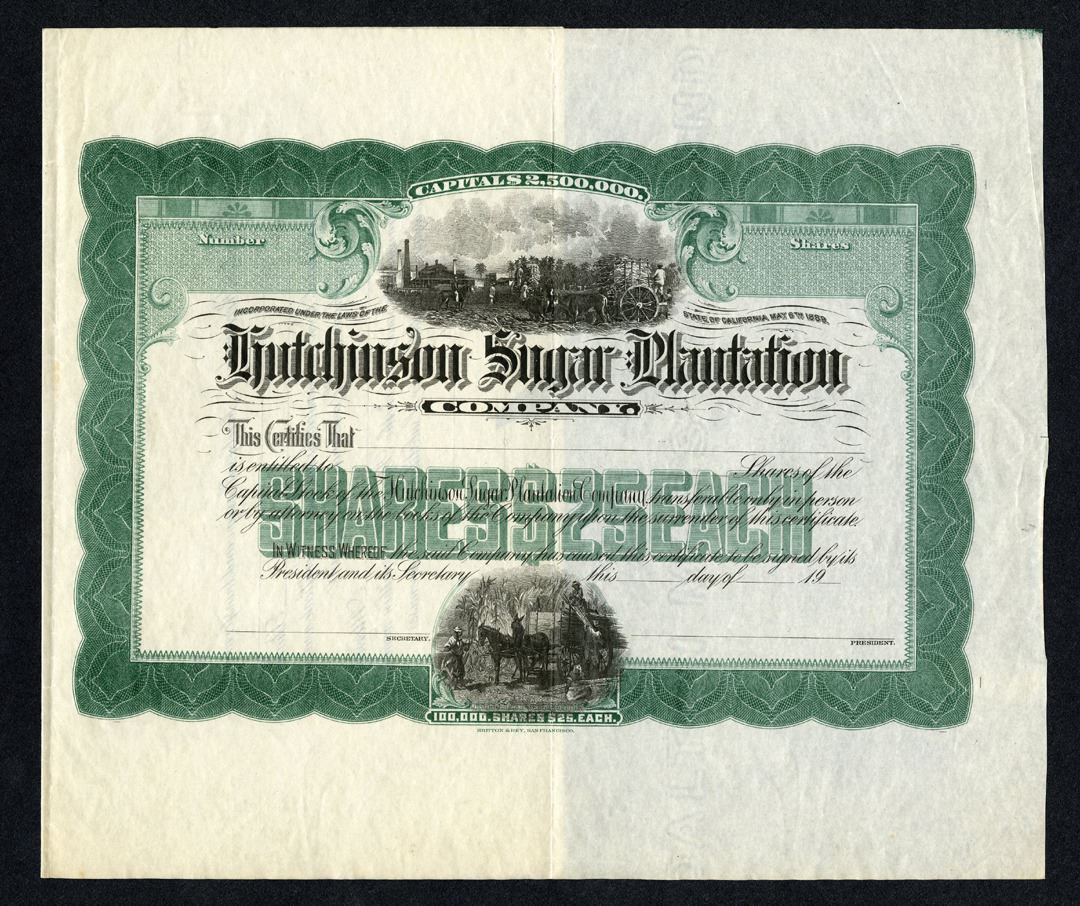 CAPITAL $2,500,000.
Number
Shares
INCORPORATED UNDER THE LAWS OF THE
STATE OF CALIFORNIA MAY 8TH 1888.
Hutchinson Sugar Plantation
COMPANY.
This Certifies That
is entitled to Shares of the
Capital Stock of the Hutchinson Sugar Plantation Company transferable only in person
or by attorney on the books of the Company upon the surrender of this certificate.
SHARES $25 EACH
IN WITNESS WHEREOF the said Company has caused this certificate to be signed by its
President and its Secretary this day of 19
SECRETARY.
PRESIDENT.
100,000. SHARES $25. EACH.
BRITTON & REY, SAN FRANCISCO.